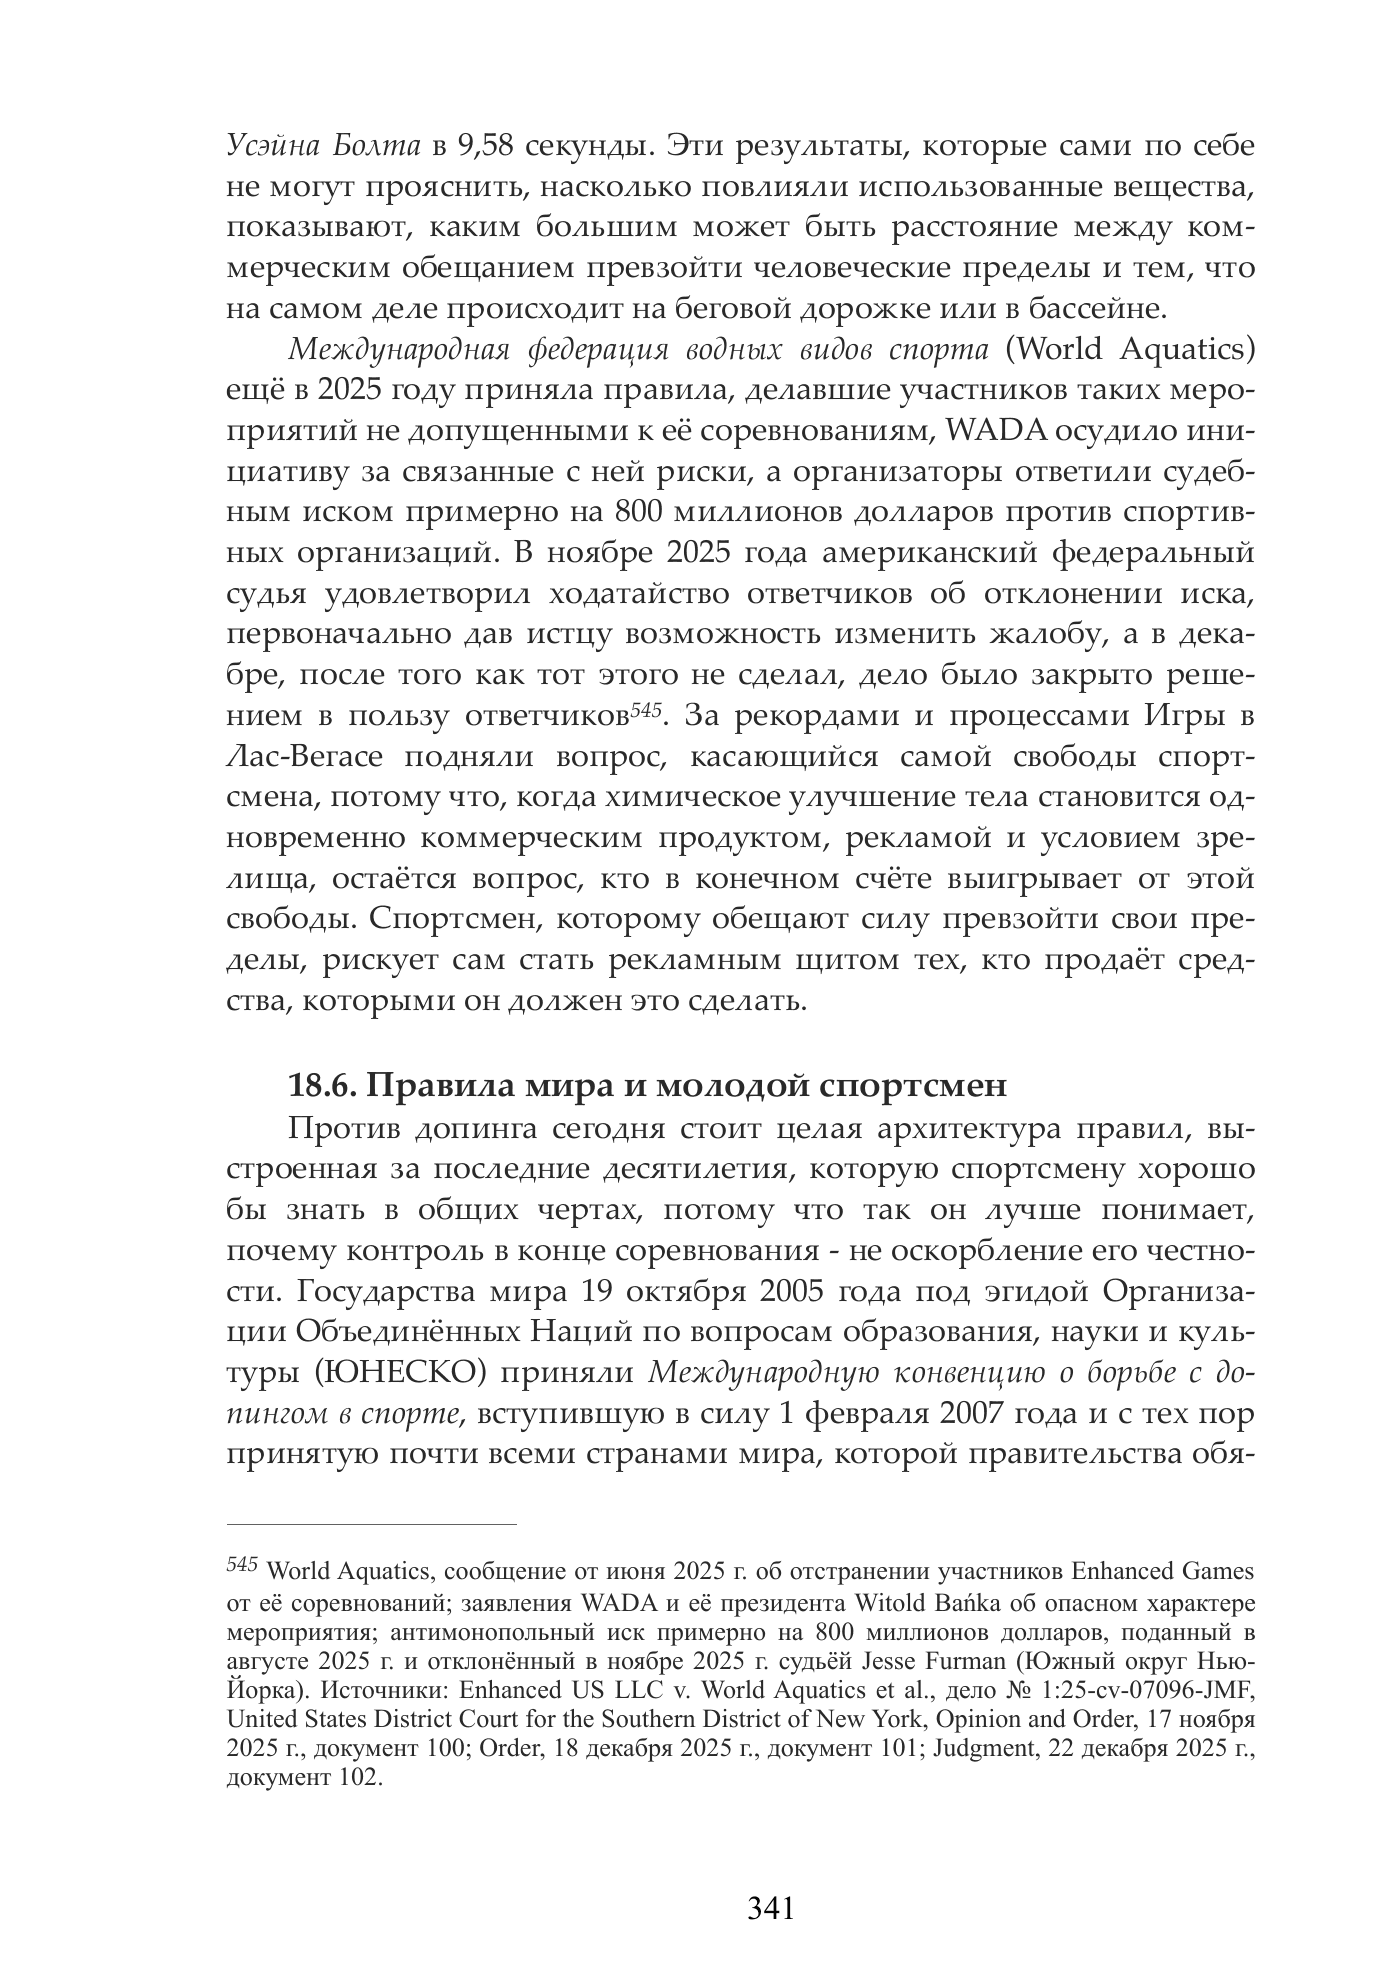 Усэйна Болта в 9,58 секунды. Эти результаты, которые сами по себе
не могут прояснить, насколько повлияли использованные вещества,
показывают, каким большим может быть расстояние между ком-
мерческим обещанием превзойти человеческие пределы и тем, что
на самом деле происходит на беговой дорожке или в бассейне.
Международная федерация водных видов спорта (World Aquatics)
ещё в 2025 году приняла правила, делавшие участников таких меро-
приятий не допущенными к её соревнованиям, WADA осудило ини-
циативу за связанные с ней риски, а организаторы ответили судеб-
ным иском примерно на 800 миллионов долларов против спортив-
ных организаций. В ноябре 2025 года американский федеральный
судья удовлетворил ходатайство ответчиков об отклонении иска,
первоначально дав истцу возможность изменить жалобу, а в дека-
бре, после того как тот этого не сделал, дело было закрыто реше-
нием в пользу ответчиков545. За рекордами и процессами Игры в
Лас-Вегасе подняли вопрос, касающийся самой свободы спорт-
смена, потому что, когда химическое улучшение тела становится од-
новременно коммерческим продуктом, рекламой и условием зре-
лища, остаётся вопрос, кто в конечном счёте выигрывает от этой
свободы. Спортсмен, которому обещают силу превзойти свои пре-
делы, рискует сам стать рекламным щитом тех, кто продаёт сред-
ства, которыми он должен это сделать.
18.6. Правила мира и молодой спортсмен
Против допинга сегодня стоит целая архитектура правил, вы-
строенная за последние десятилетия, которую спортсмену хорошо
бы знать в общих чертах, потому что так он лучше понимает,
почему контроль в конце соревнования - не оскорбление его честно-
сти. Государства мира 19 октября 2005 года под эгидой Организа-
ции Объединённых Наций по вопросам образования, науки и куль-
туры (ЮНЕСКО) приняли Международную конвенцию о борьбе с до-
пингом в спорте, вступившую в силу 1 февраля 2007 года и с тех пор
принятую почти всеми странами мира, которой правительства обя-
545 World Aquatics, сообщение от июня 2025 г. об отстранении участников Enhanced Games
от её соревнований; заявления WADA и её президента Witold Bańka об опасном характере
мероприятия; антимонопольный иск примерно на 800 миллионов долларов, поданный в
августе 2025 г. и отклонённый в ноябре 2025 г. судьёй Jesse Furman (Южный округ Нью-
Йорка). Источники: Enhanced US LLC v. World Aquatics et al., дело № 1:25-cv-07096-JMF,
United States District Court for the Southern District of New York, Opinion and Order, 17 ноября
2025 г., документ 100; Order, 18 декабря 2025 г., документ 101; Judgment, 22 декабря 2025 г.,
документ 102.
341